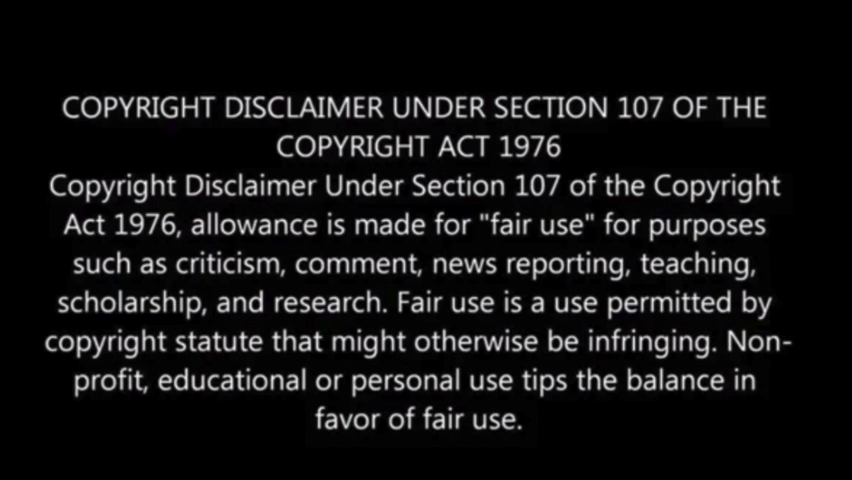 COPYRIGHT DISCLAIMER UNDER SECTION 107 OF THE
COPYRIGHT ACT 1976
Copyright Disclaimer Under Section 107 of the Copyright
Act 1976, allowance is made for "fair use" for purposes
such as criticism, comment, news reporting, teaching,
scholarship, and research. Fair use is a use permitted by
copyright statute that might otherwise be infringing. Non-
profit, educational or personal use tips the balance in
favor of fair use.